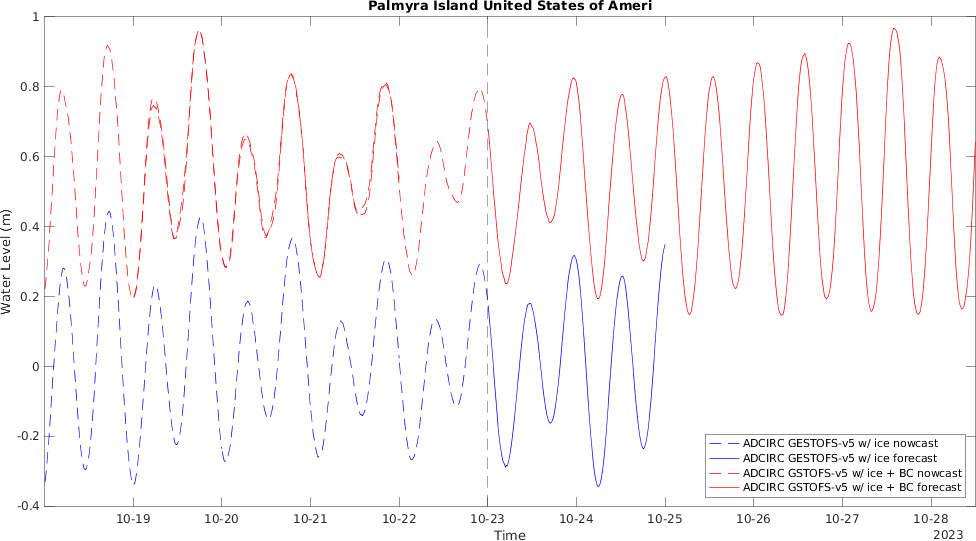 Palmyra Island United States of Ameri
Water Level (m)
1
0.8
0.6
0.4
0.2
0
-0.2
-0.4
ADCIRC GESTOFS-v5 w/ ice nowcast
ADCIRC GESTOFS-v5 w/ ice forecast
ADCIRC GSTOFS-v5 w/ ice + BC nowcast
ADCIRC GSTOFS-v5 w/ ice + BC forecast
10-19 10-20 10-21 10-22 10-23 10-24 10-25 10-26 10-27 10-28
Time
2023